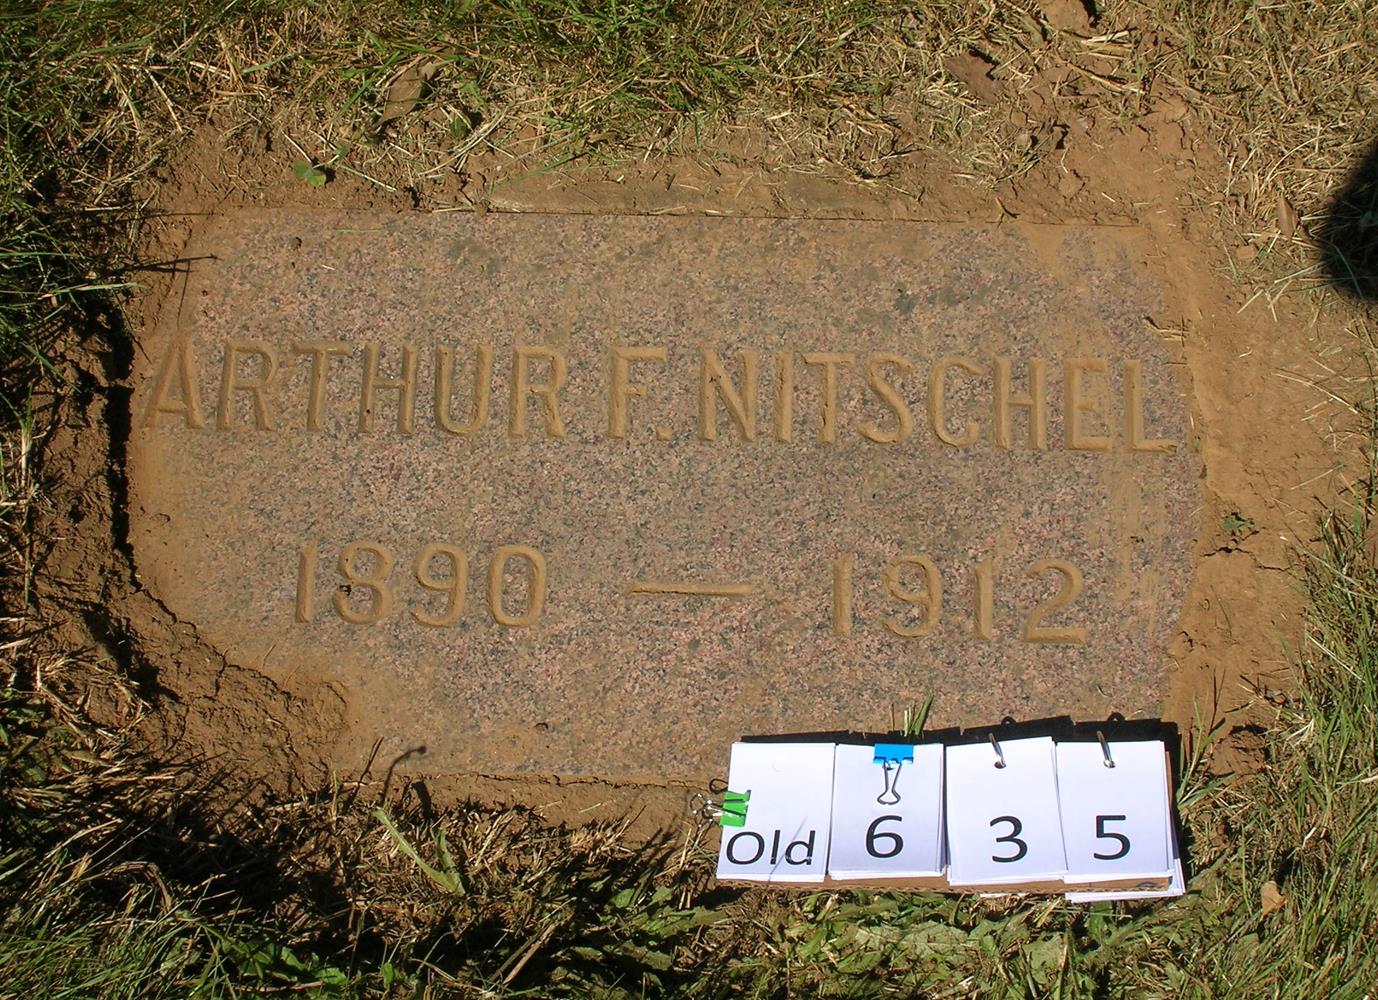 ARTHUR F. NITSCHEL
1890 — 1912
Old 6 3 5